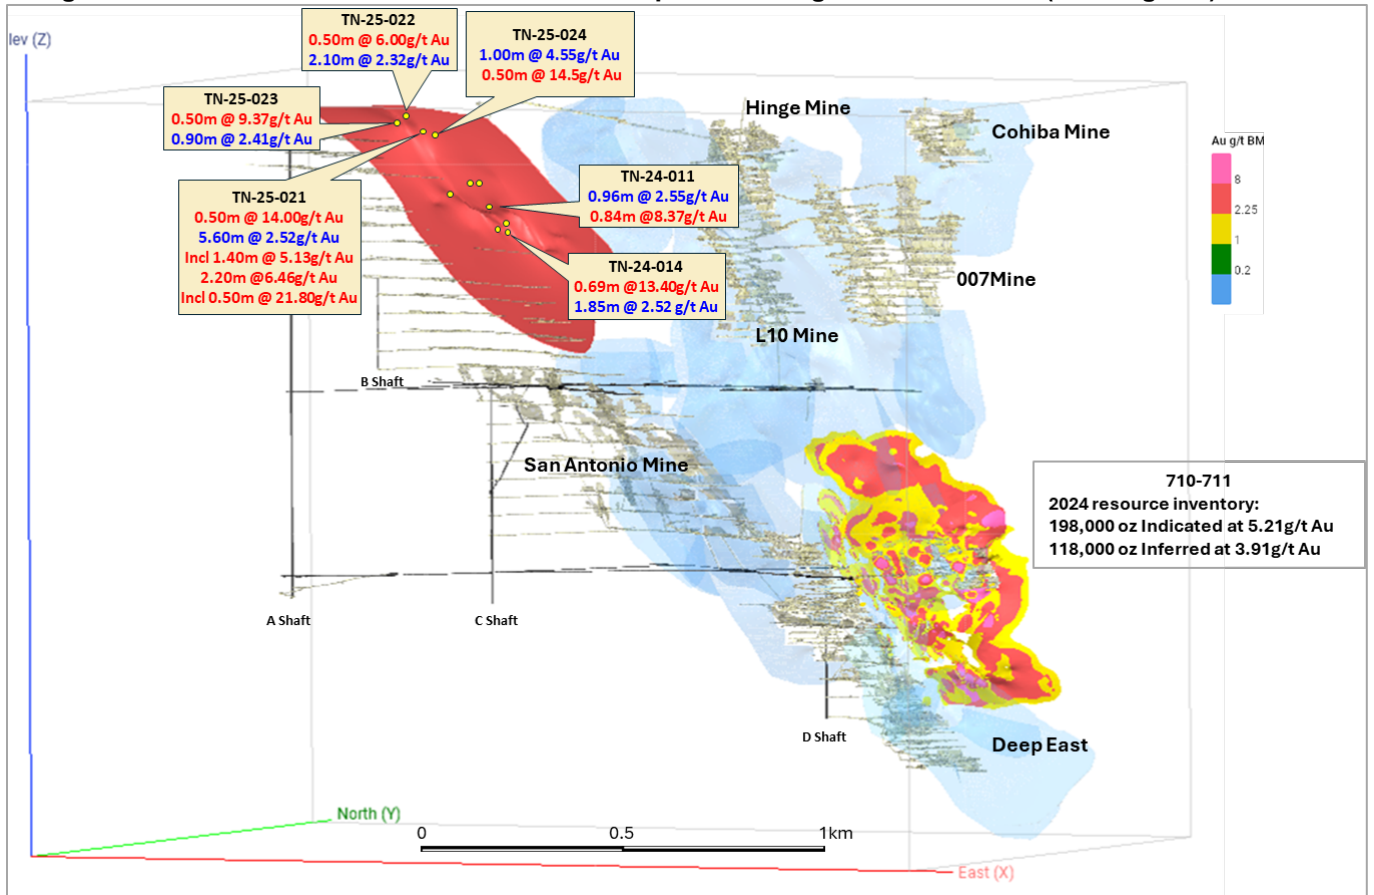 lev (Z)
TN-25-022
0.50m @ 6.00g/t Au
2.10m @ 2.32g/t Au
TN-25-024
1.00m @ 4.55g/t Au
0.50m @ 14.5g/t Au
TN-25-023
0.50m @ 9.37g/t Au
0.90m @ 2.41g/t Au
Hinge Mine
Cohiba Mine
Au g/t BM
8
2.25
1
0.2
TN-25-021
0.50m @ 14.00g/t Au
5.60m @ 2.52g/t Au
Incl 1.40m @ 5.13g/t Au
2.20m @6.46g/t Au
Incl 0.50m @ 21.80g/t Au
TN-24-011
0.96m @ 2.55g/t Au
0.84m @8.37g/t Au
TN-24-014
0.69m @13.40g/t Au
1.85m @ 2.52 g/t Au
007Mine
L10 Mine
B Shaft
San Antonio Mine
710-711
2024 resource inventory:
198,000 oz Indicated at 5.21g/t Au
118,000 oz Inferred at 3.91g/t Au
A Shaft
C Shaft
D Shaft
Deep East
North (Y)
0
0.5
1km
East (X)